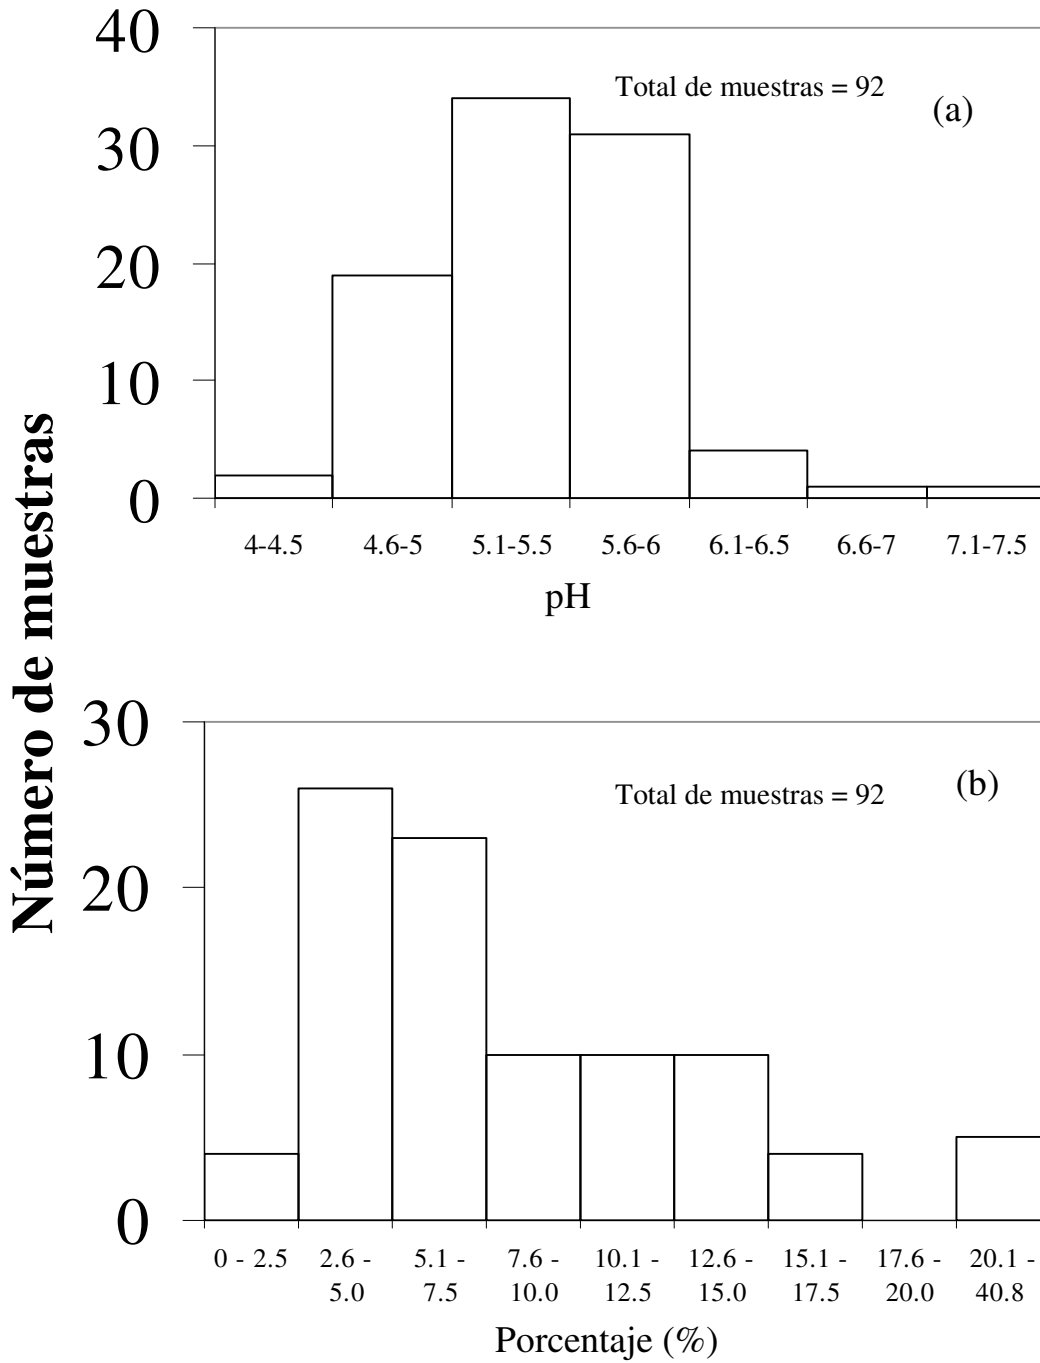 Número de muestras
40
30
20
10
0
Total de muestras = 92
(a)
4-4.5 4.6-5 5.1-5.5 5.6-6 6.1-6.5 6.6-7 7.1-7.5
pH
30
20
10
0
Total de muestras = 92
(b)
0 - 2.5 2.6 - 5.1 - 7.6 - 10.1 - 12.6 - 15.1 - 17.6 - 20.1 -
5.0 7.5 10.0 12.5 15.0 17.5 20.0 40.8
Porcentaje (%)